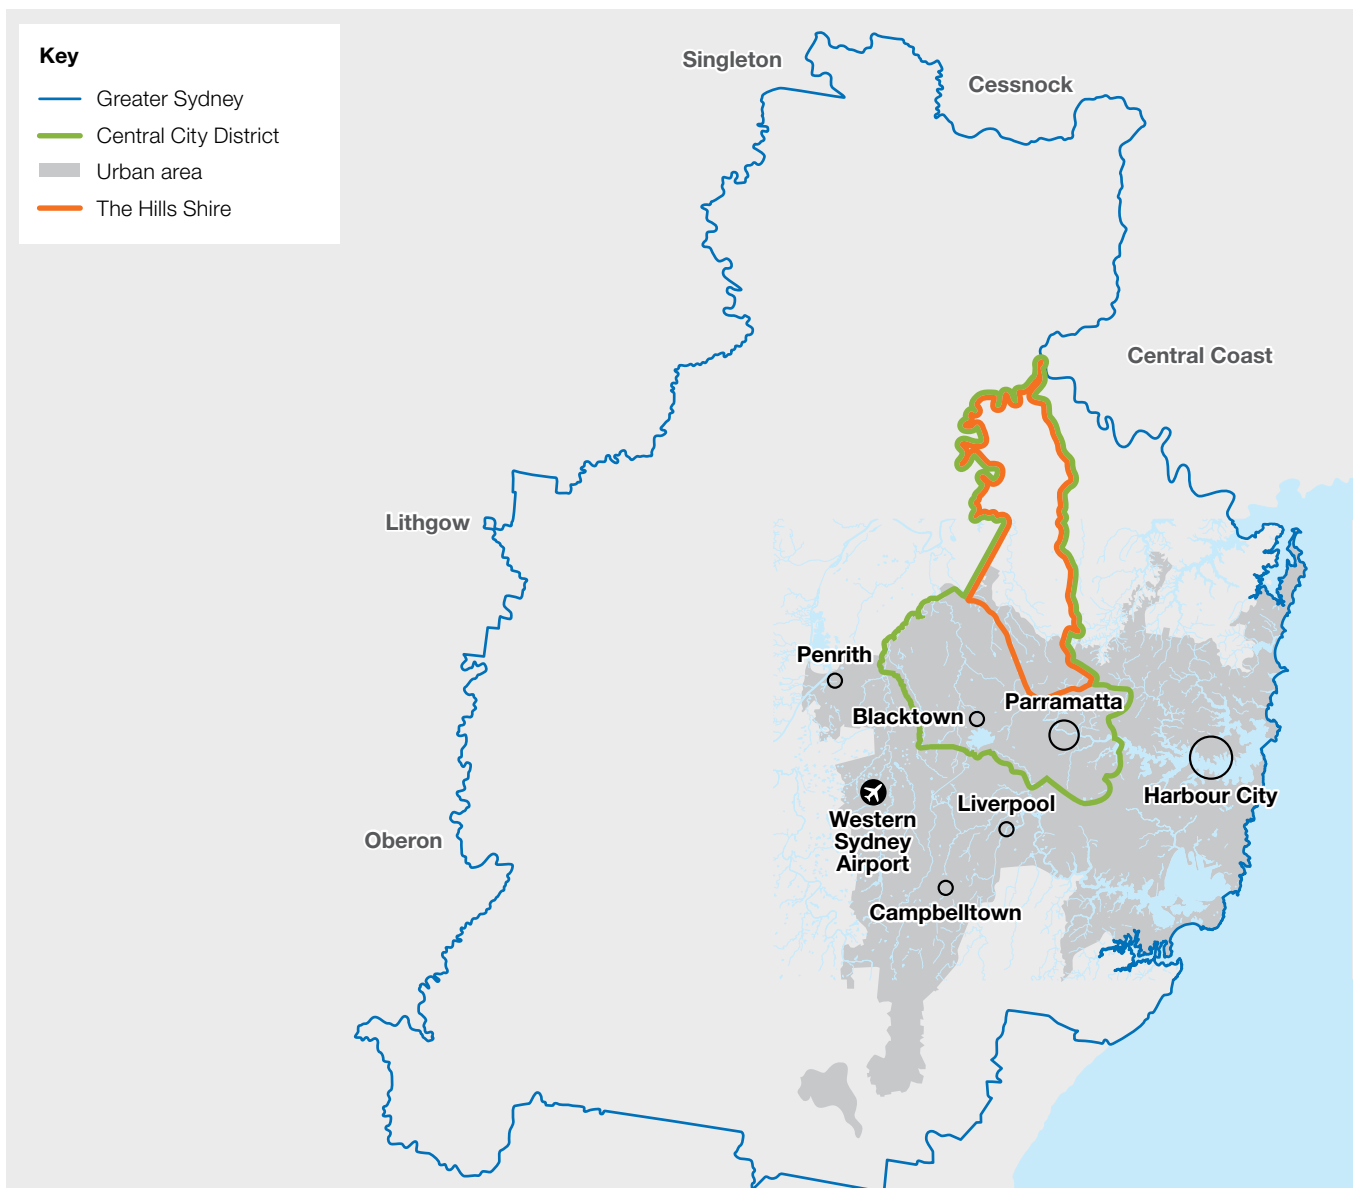 Key
Greater Sydney
Central City District
Urban area
The Hills Shire
Singleton
Cessnock
Central Coast
Lithgow
Penrith
Parramatta
Blacktown
Harbour City
Liverpool
Western
Sydney
Airport
Oberon
Campbelltown